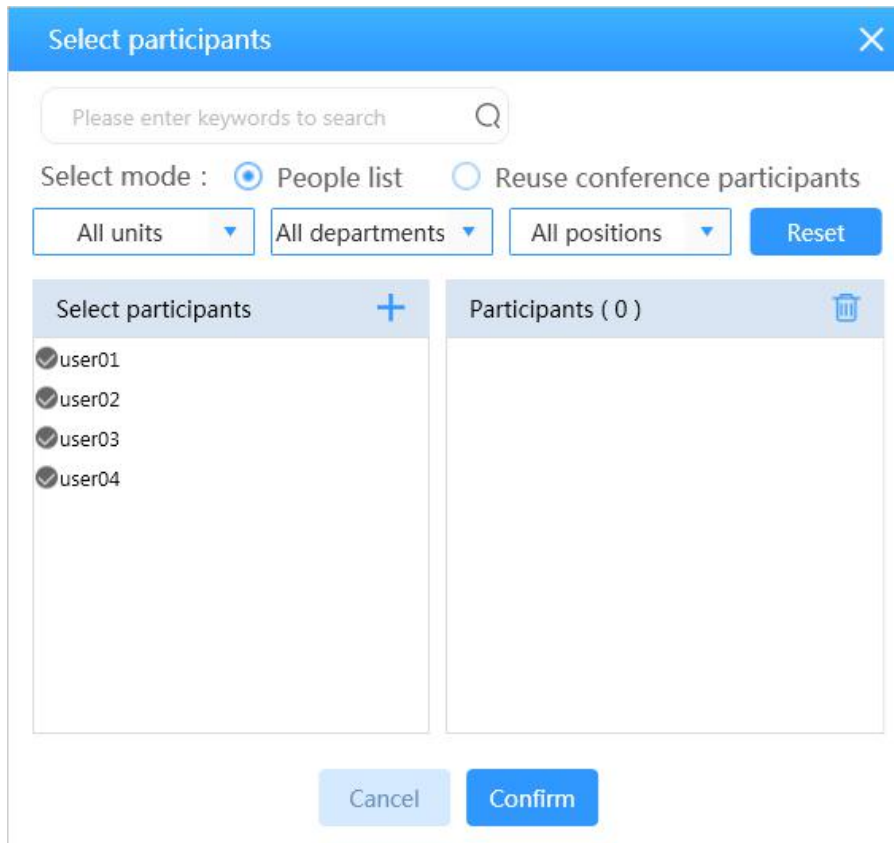 Select participants
Please enter keywords to search
Select mode : People list Reuse conference participants
All units All departments All positions Reset
Select participants Participants ( 0 )
user01
user02
user03
user04
Cancel Confirm